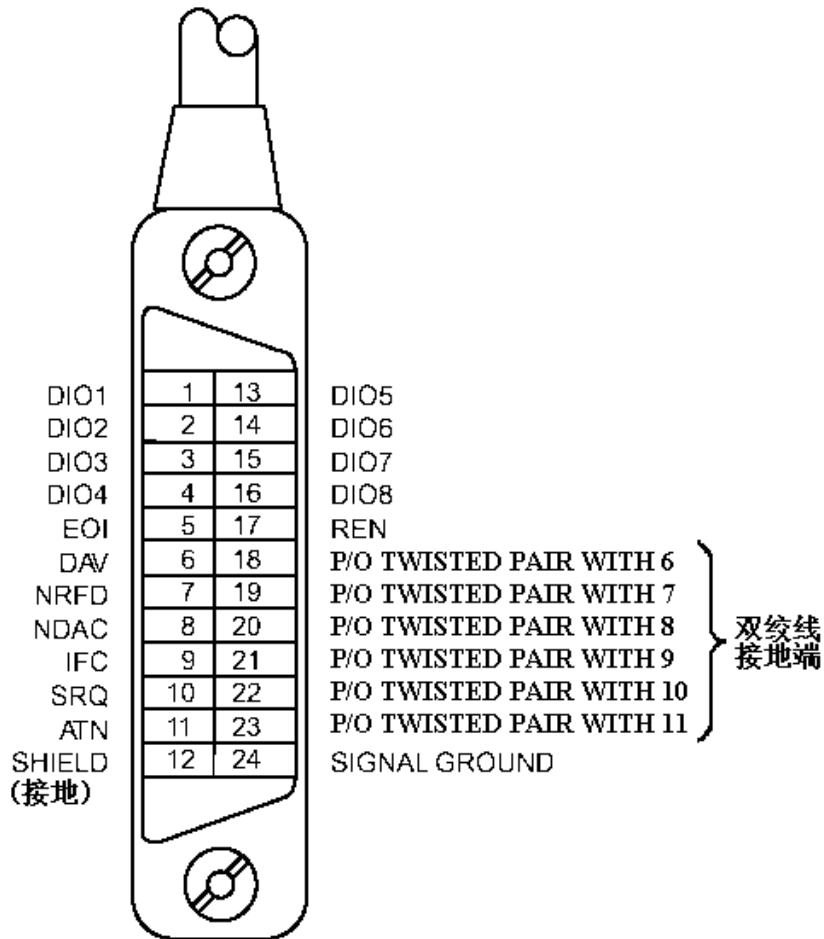 DIO1 1 13 DIO5
DIO2 2 14 DIO6
DIO3 3 15 DIO7
DIO4 4 16 DIO8
EOI 5 17 REN
DAV 6 18 P/O TWISTED PAIR WITH 6
NRFD 7 19 P/O TWISTED PAIR WITH 7
NDAC 8 20 P/O TWISTED PAIR WITH 8
IFC 9 21 P/O TWISTED PAIR WITH 9
SRQ 10 22 P/O TWISTED PAIR WITH 10
ATN 11 23 P/O TWISTED PAIR WITH 11
SHIELD 12 24 SIGNAL GROUND
(接地)
双绞线
接地端